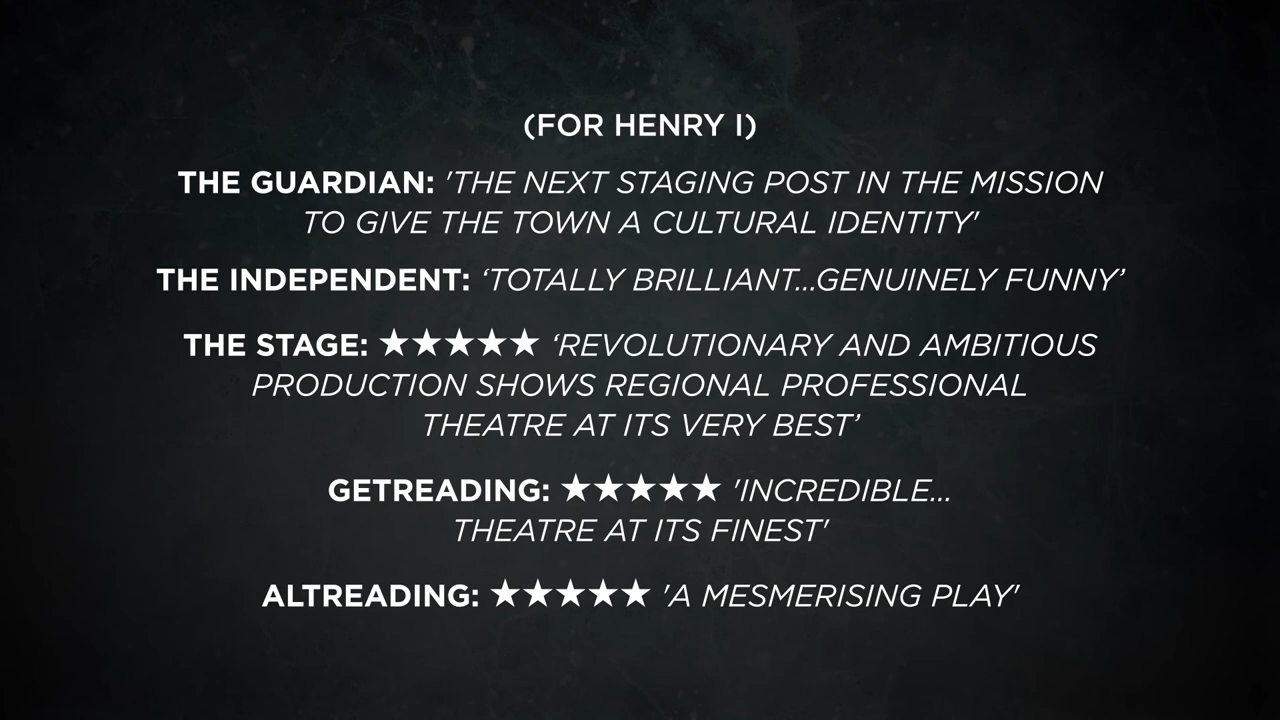 (FOR HENRY I)
THE GUARDIAN: 'THE NEXT STAGING POST IN THE MISSION
TO GIVE THE TOWN A CULTURAL IDENTITY'
THE INDEPENDENT: ‘TOTALLY BRILLIANT...GENUINELY FUNNY’
THE STAGE: ★★★★★ ‘REVOLUTIONARY AND AMBITIOUS
PRODUCTION SHOWS REGIONAL PROFESSIONAL
THEATRE AT ITS VERY BEST’
GETREADING: ★★★★★ 'INCREDIBLE...
THEATRE AT ITS FINEST'
ALTREADING: ★★★★★ 'A MESMERISING PLAY'